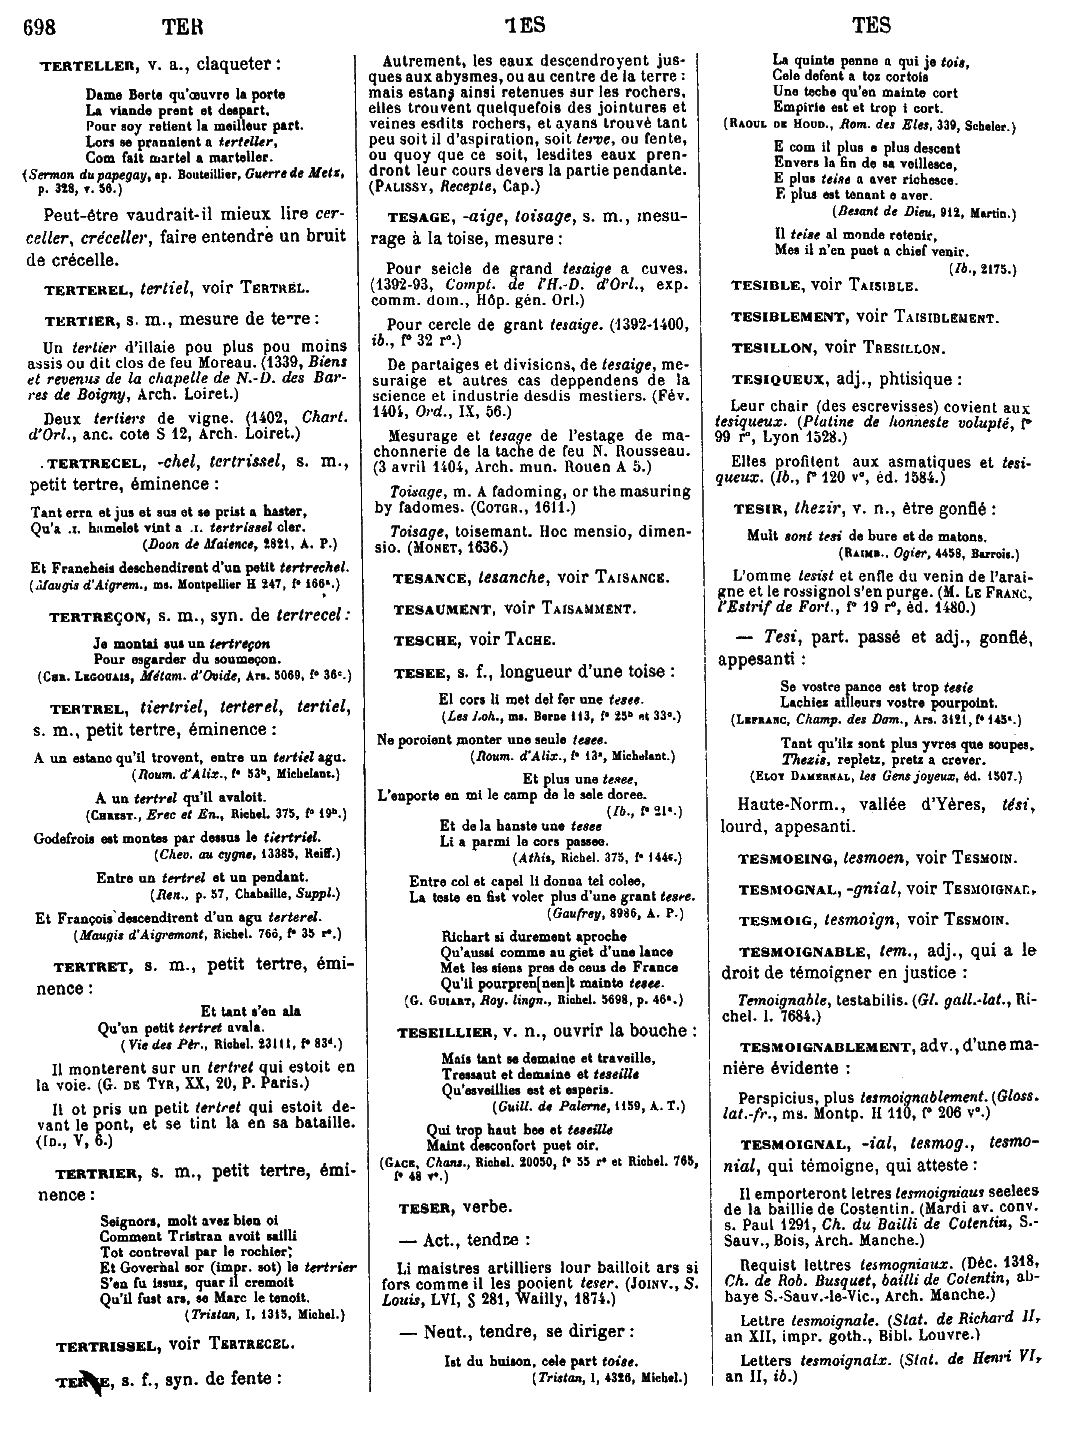 698 TER TES TES
TERTELLER, v. a., claqueter :
Dame Berte qu'œuvre la porte
La viande prent et despart,
Pour soy retient la meilleur part.
Lors se prannient a terteller,
Com fait martel a marteller.
(Sermon du papegay, ap. Bouteillier, Guerre de Metz,
p. 328, v. 56.)
Peut-être vaudrait-il mieux lire cer-
celler, créceller, faire entendre un bruit
de crécelle.
TERTEREL, tertiel, voir TERTREL.
TERTIER, s. m., mesure de terre :
Un tertier d'illaie pou plus pou moins
assis ou dit clos de feu Moreau. (1339, Biens
et revenus de la chapelle de N.-D. des Bar-
res de Boigny, Arch. Loiret.)
Deux tertiers de vigne. (1402, Chart.
d'Orl., anc. cote S 12, Arch. Loiret.)
TERTRECEL, -chel, tertrissel, s. m.,
petit tertre, éminence :
Tant erra et jus et sus et se prist a haster,
Qu'a .I. hamelet vint a .I. tertrissel cler.
(Doon de Maience, 2821, A. P.)
Et Francheis deschendirent d'un petit tertrechel.
(Maugis d'Aigrem., ms. Montpellier H 247, f° 166ª.)
TERTREÇON, s. m., syn. de tertrecel :
Je montai sus un tertreçon
Pour esgarder du soumeçon.
(CHR. LEGOUAIS, Métam. d'Ovide, Ars. 5069, f° 36ᶜ.)
TERTREL, tiertriel, terterel, tertiel,
s. m., petit tertre, éminence :
A un estano qu'il trovent, entre un tertiel agu.
(Roum. d'Alix., f° 53ᵇ, Michelant.)
A un tertrel qu'il avaloit.
(CHREST., Erec et En., Richel. 375, f° 19ᵇ.)
Godefrois est montes par dessus le tiertriel.
(Chev. au cygne, 13385, Reiff.)
Entre un tertrel et un pendant.
(Ren., p. 57, Chabaille, Suppl.)
Et François descendirent d'un agu terterel.
(Maugis d'Aigremont, Richel. 766, f° 35 r°.)
TERTRET, s. m., petit tertre, émi-
nence :
Et tant s'en ala
Qu'un petit tertret avala.
(Vie des Pèr., Richel. 23111, f° 83ᵈ.)
Il monterent sur un tertret qui estoit en
la voie. (G. DE TYR, XX, 20, P. Paris.)
Il ot pris un petit tertret qui estoit de-
vant le pont, et se tint la en sa bataille.
(ID., V, 6.)
TERTRIER, s. m., petit tertre, émi-
nence :
Seignors, molt avez bien oi
Comment Tristran avoit sailli
Tot contreval par le rochier;
Et Governal sor (impr. sot) le tertrier
S'en fu issuz, quar il cremoit
Qu'il fust ars, se Marc le tenoit.
(Tristan, I, 1315, Michel.)
TERTRISSEL, voir TERTRECEL.
TERVE, s. f., syn. de fente :
Autrement, les eaux descendroyent jus-
ques aux abysmes, ou au centre de la terre :
mais estans ainsi retenues sur les rochers,
elles trouvent quelquefois des jointures et
veines esdits rochers, et ayans trouvé tant
peu soit il d'aspiration, soit terve, ou fente,
ou quoy que ce soit, lesdites eaux pren-
dront leur cours devers la partie pendante.
(PALISSY, Recepte, Cap.)
TESAGE, -aige, toisage, s. m., mesu-
rage à la toise, mesure :
Pour seicle de grand tesaige a cuves.
(1392-93, Compt. de l'H.-D. d'Orl., exp.
comm. dom., Hôp. gén. Orl.)
Pour cercle de grant tesaige. (1392-1400,
ib., f° 32 r°.)
De partaiges et divisions, de tesaige, me-
suraige et autres cas deppendens de la
science et industrie desdis mestiers. (Fév.
1404, Ord., IX, 56.)
Mesurage et tesage de l'estage de ma-
chonnerie de la tache de feu N. Rousseau.
(3 avril 1404, Arch. mun. Rouen A 5.)
Toisage, m. A fadoming, or the masuring
by fadomes. (COTGR., 1611.)
Toisage, toisemant. Hoc mensio, dimen-
sio. (MONET, 1636.)
TESANCE, tesanche, voir TAISANCE.
TESAUMENT, voir TAISAMMENT.
TESCHE, voir TACHE.
TESEE, s. f., longueur d'une toise :
El cors li met del fer une tesee.
(Les Loh., ms. Berne 113, f° 25ᵇ et 33ᵃ.)
Ne poroient monter une seule tesee.
(Roum. d'Alix., f° 13ᵃ, Michelant.)
Et plus une tesee,
L'enporte en mi le camp de le sele doree.
(Ib., f° 21ᵃ.)
Et de la hanste une tesee
Li a parmi le cors passee.
(Athis, Richel. 375, f° 144ᶜ.)
Entre col et capel li donna tel colee,
La teste en fist voler plus d'une grant tesee.
(Gaufrey, 8986, A. P.)
Richart si durement aproche
Qu'aussi comme au giet d'une lance
Met les siens pres de ceus de France
Qu'il pourpren[nen]t mainte tesee.
(G. GUIART, Roy. lingn., Richel. 5698, p. 46ᵃ.)
TESEILLIER, v. n., ouvrir la bouche :
Mais tant se demaine et traveille,
Tressaut et demaine et teseille
Qu'esveillies est et esperis.
(Guill. de Palerne, 1159, A. T.)
Qui trop haut bee et teseille
Maint desconfort puet oir.
(GACE, Chans., Richel. 20050, f° 55 r° et Richel. 765,
f° 48 v°.)
TESER, verbe.
— Act., tendre :
Li maistres artilliers lour bailloit ars si
fors comme il les pooient teser. (JOINV., S.
Louis, LVI, § 281, Wailly, 1874.)
— Neut., tendre, se diriger :
Ist du buison, cele part toise.
(Tristan, I, 4326, Michel.)
La quinte penne a qui je tois,
Cele defent a toz cortois
Une teche qu'en mainte cort
Empirie est et trop i cort.
(RAOUL DE HOUD., Rom. des Eles, 339, Scheler.)
E com il plus e plus descent
Envers la fin de sa veillesce,
E plus teise a aver richesce.
E plus est tenant e aver.
(Besant de Dieu, 912, Martin.)
Il teise al monde retenir,
Mes il n'en puet a chief venir.
(Ib., 2175.)
TESIBLE, voir TAISIBLE.
TESIBLEMENT, voir TAISIBLEMENT.
TESILLON, voir TRESILLON.
TESIQUEUX, adj., phtisique :
Leur chair (des escrevisses) covient aux
tesiqueux. (Platine de honneste volupté, f°
99 r°, Lyon 1528.)
Elles profitent aux asmatiques et tesi-
queux. (Ib., f° 120 v°, éd. 1584.)
TESIR, thezir, v. n., être gonflé :
Mult sont tesi de bure et de matons.
(RAIMB., Ogier, 4458, Barrois.)
L'omme tesist et enfle du venin de l'arai-
gne et le rossignol s'en purge. (M. LE FRANC,
l'Estrif de Fort., f° 19 r°, éd. 1480.)
— Tesi, part. passé et adj., gonflé,
appesanti :
Se vostre pance est trop tesie
Lachiez ailleurs vostre pourpoint.
(LEFRANC, Champ. des Dam., Ars. 3121, f° 145ᵃ.)
Tant qu'ilz sont plus yvres que soupes,
Thezis, repletz, pretz a crever.
(ELOY DAMERNAL, les Gens joyeux, éd. 1507.)
Haute-Norm., vallée d'Yères, tési,
lourd, appesanti.
TESMOEING, tesmoen, voir TESMOIN.
TESMOGNAL, -gnial, voir TESMOIGNAL.
TESMOIG, tesmoign, voir TESMOIN.
TESMOIGNABLE, tem., adj., qui a le
droit de témoigner en justice :
Temoignable, testabilis. (Gl. gall.-lat., Ri-
chel. l. 7684.)
TESMOIGNABLEMENT, adv., d'une ma-
nière évidente :
Perspicius, plus tesmoignablement. (Gloss.
lat.-fr., ms. Montp. H 110, f° 206 v°.)
TESMOIGNAL, -ial, tesmog., tesmo-
nial, qui témoigne, qui atteste :
Il emporteront letres tesmoigniaus seelees
de la baillie de Costentin. (Mardi av. conv.
s. Paul 1291, Ch. du Bailli de Cotentin, S.-
Sauv., Bois, Arch. Manche.)
Requist lettres tesmogniaux. (Déc. 1318,
Ch. de Rob. Busquet, bailli de Cotentin, ab-
baye S.-Sauv.-le-Vic., Arch. Manche.)
Lettre tesmoignale. (Stat. de Richard II,
an XII, impr. goth., Bibl. Louvre.)
Letters tesmoignalx. (Stat. de Henri VI,
an II, ib.)